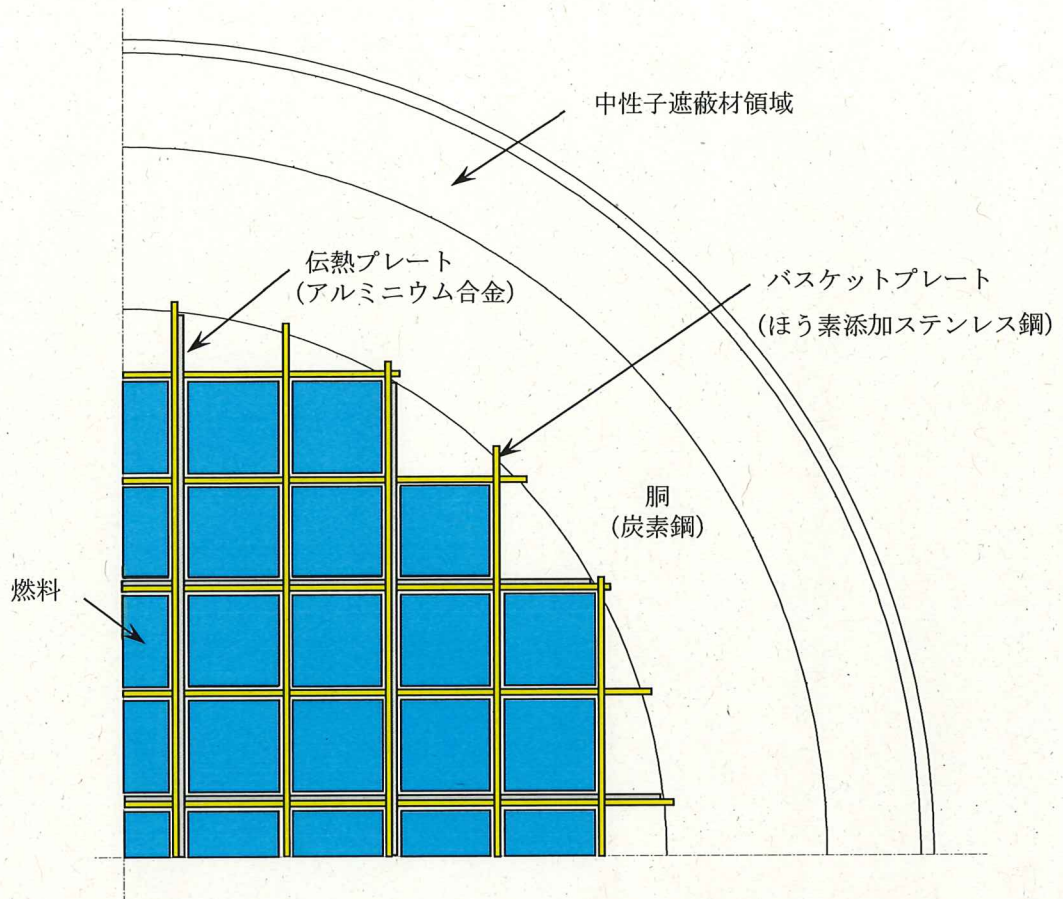 中性子遮蔽材領域
伝熱プレート
(アルミニウム合金)
バスケットプレート
(ほう素添加ステンレス鋼)
胴
(炭素鋼)
燃料